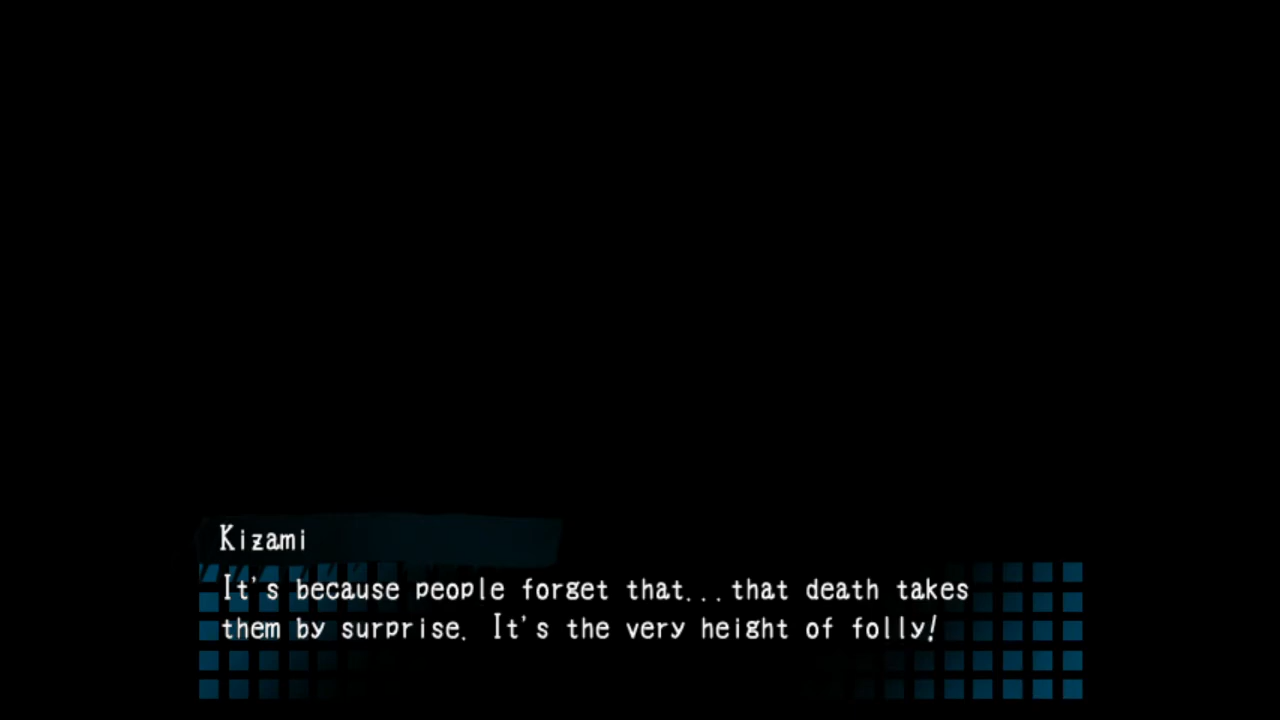 Kizami
It's because people forget that...that death takes
them by surprise. It's the very height of folly!